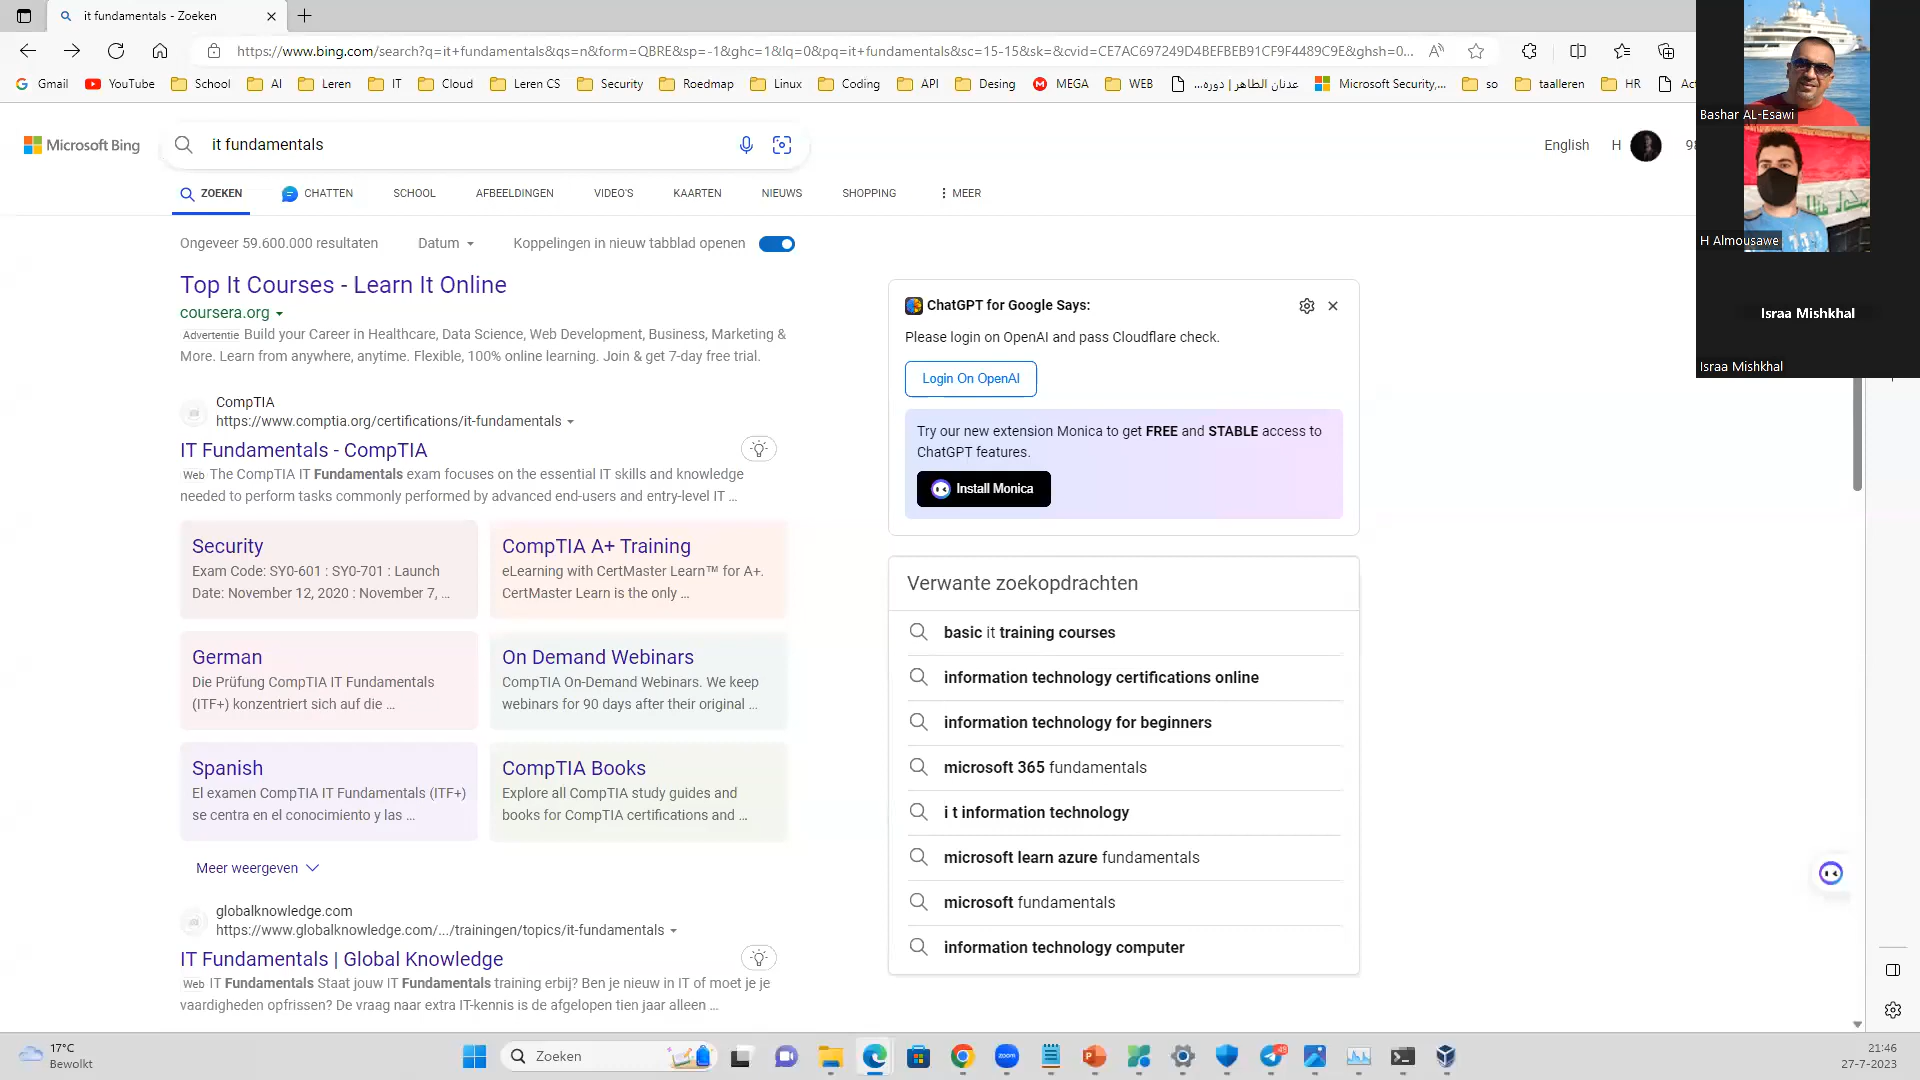 it fundamentals - Zoeken
https://www.bing.com/search?q=it+fundamentals&qs=n&form=QBRE&sp=-1&ghc=1&lq=0&pq=it+fundamentals&sc=15-15&sk=&cvid=CE7AC697249D4BEFBEB91CF9F4489C9E&ghsh=0...
Gmail YouTube School AI Leren IT Cloud Leren CS Security Roedmap Linux Coding API Desing MEGA WEB عدنان الطاهر | دوره... Microsoft Security,... so taalleren HR Act
Bashar AL-Esawi
Microsoft Bing
it fundamentals
English H 98
ZOEKEN CHATTEN SCHOOL AFBEELDINGEN VIDEO'S KAARTEN NIEUWS SHOPPING MEER
H Almousawe
Ongeveer 59.600.000 resultaten Datum Koppelingen in nieuw tabblad openen
Israa Mishkhal
Israa Mishkhal
Top It Courses - Learn It Online
coursera.org
Advertentie Build your Career in Healthcare, Data Science, Web Development, Business, Marketing &
More. Learn from anywhere, anytime. Flexible, 100% online learning. Join & get 7-day free trial.
CompTIA
https://www.comptia.org/certifications/it-fundamentals
IT Fundamentals - CompTIA
Web The CompTIA IT Fundamentals exam focuses on the essential IT skills and knowledge
needed to perform tasks commonly performed by advanced end-users and entry-level IT ...
Security
Exam Code: SY0-601 : SY0-701 : Launch
Date: November 12, 2020 : November 7, ...
CompTIA A+ Training
eLearning with CertMaster Learn™ for A+.
CertMaster Learn is the only ...
German
Die Prüfung CompTIA IT Fundamentals
(ITF+) konzentriert sich auf die ...
On Demand Webinars
CompTIA On-Demand Webinars. We keep
webinars for 90 days after their original ...
Spanish
El examen CompTIA IT Fundamentals (ITF+)
se centra en el conocimiento y las ...
CompTIA Books
Explore all CompTIA study guides and
books for CompTIA certifications and ...
Meer weergeven
globalknowledge.com
https://www.globalknowledge.com/.../trainingen/topics/it-fundamentals
IT Fundamentals | Global Knowledge
Web IT Fundamentals Staat jouw IT Fundamentals training erbij? Ben je nieuw in IT of moet je je
vaardigheden opfrissen? De vraag naar extra IT-kennis is de afgelopen tien jaar alleen ...
ChatGPT for Google Says:
Please login on OpenAI and pass Cloudflare check.
Login On OpenAI
Try our new extension Monica to get FREE and STABLE access to
ChatGPT features.
Install Monica
Verwante zoekopdrachten
basic it training courses
information technology certifications online
information technology for beginners
microsoft 365 fundamentals
i t information technology
microsoft learn azure fundamentals
microsoft fundamentals
information technology computer
17°C
Bewolkt
Zoeken
zoom
49
21:46
27-7-2023